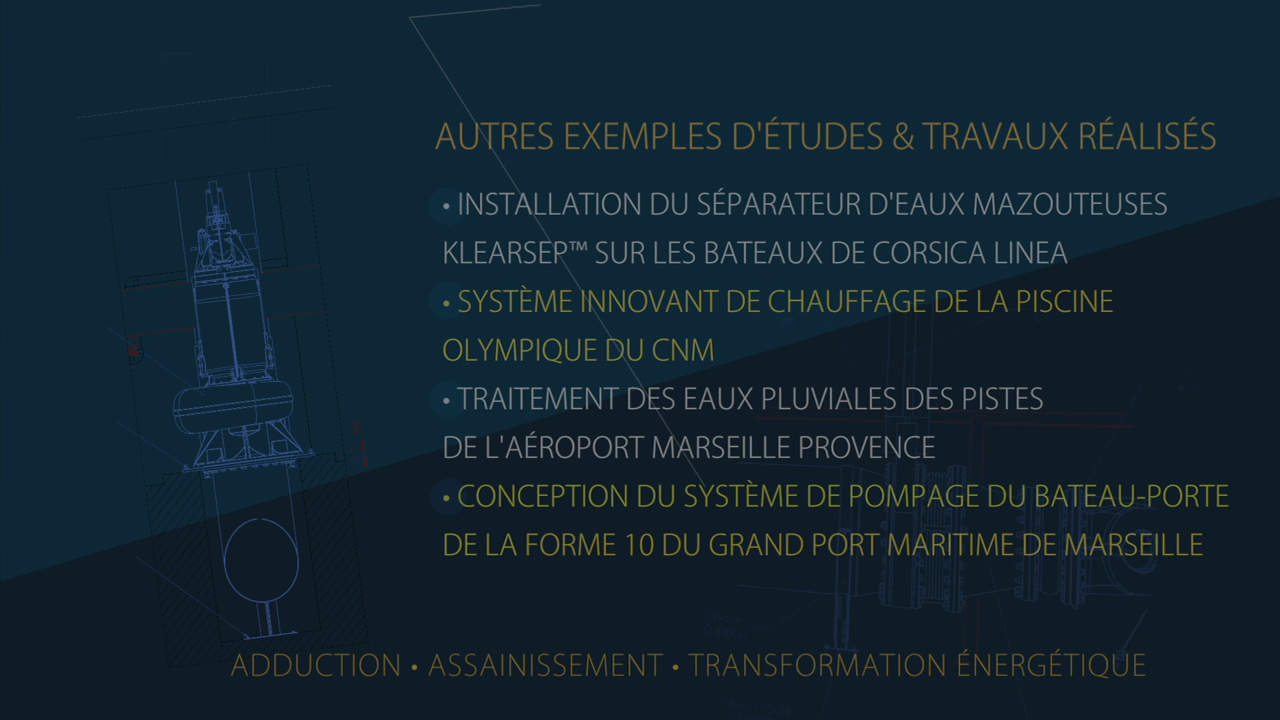 AUTRES EXEMPLES D'ÉTUDES & TRAVAUX RÉALISÉS
• INSTALLATION DU SÉPARATEUR D'EAUX MAZOUTEUSES
KLEARSEP™ SUR LES BATEAUX DE CORSICA LINEA
• SYSTÈME INNOVANT DE CHAUFFAGE DE LA PISCINE
OLYMPIQUE DU CNM
• TRAITEMENT DES EAUX PLUVIALES DES PISTES
DE L'AÉROPORT MARSEILLE PROVENCE
• CONCEPTION DU SYSTÈME DE POMPAGE DU BATEAU-PORTE
DE LA FORME 10 DU GRAND PORT MARITIME DE MARSEILLE
ADDUCTION • ASSAINISSEMENT • TRANSFORMATION ÉNERGÉTIQUE